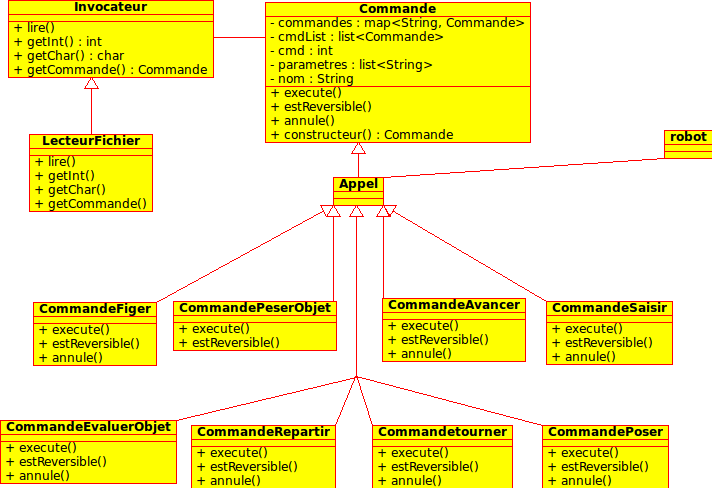 Invocateur
+ lire()
+ getInt() : int
+ getChar() : char
+ getCommande() : Commande
Commande
- commandes : map<String, Commande>
- cmdList : list<Commande>
- cmd : int
- parametres : list<String>
- nom : String
+ execute()
+ estReversible()
+ annule()
+ constructeur() : Commande
LecteurFichier
+ lire()
+ getInt()
+ getChar()
+ getCommande()
robot
Appel
CommandeFiger
+ execute()
+ estReversible()
+ annule()
CommandePeserObjet
+ execute()
+ estReversible()
CommandeAvancer
+ execute()
+ estReversible()
+ annule()
CommandeSaisir
+ execute()
+ estReversible()
+ annule()
CommandeEvaluerObjet
+ execute()
+ estReversible()
+ annule()
CommandeRepartir
+ execute()
+ estReversible()
+ annule()
Commandetourner
+ execute()
+ estReversible()
+ annule()
CommandePoser
+ execute()
+ estReversible()
+ annule()